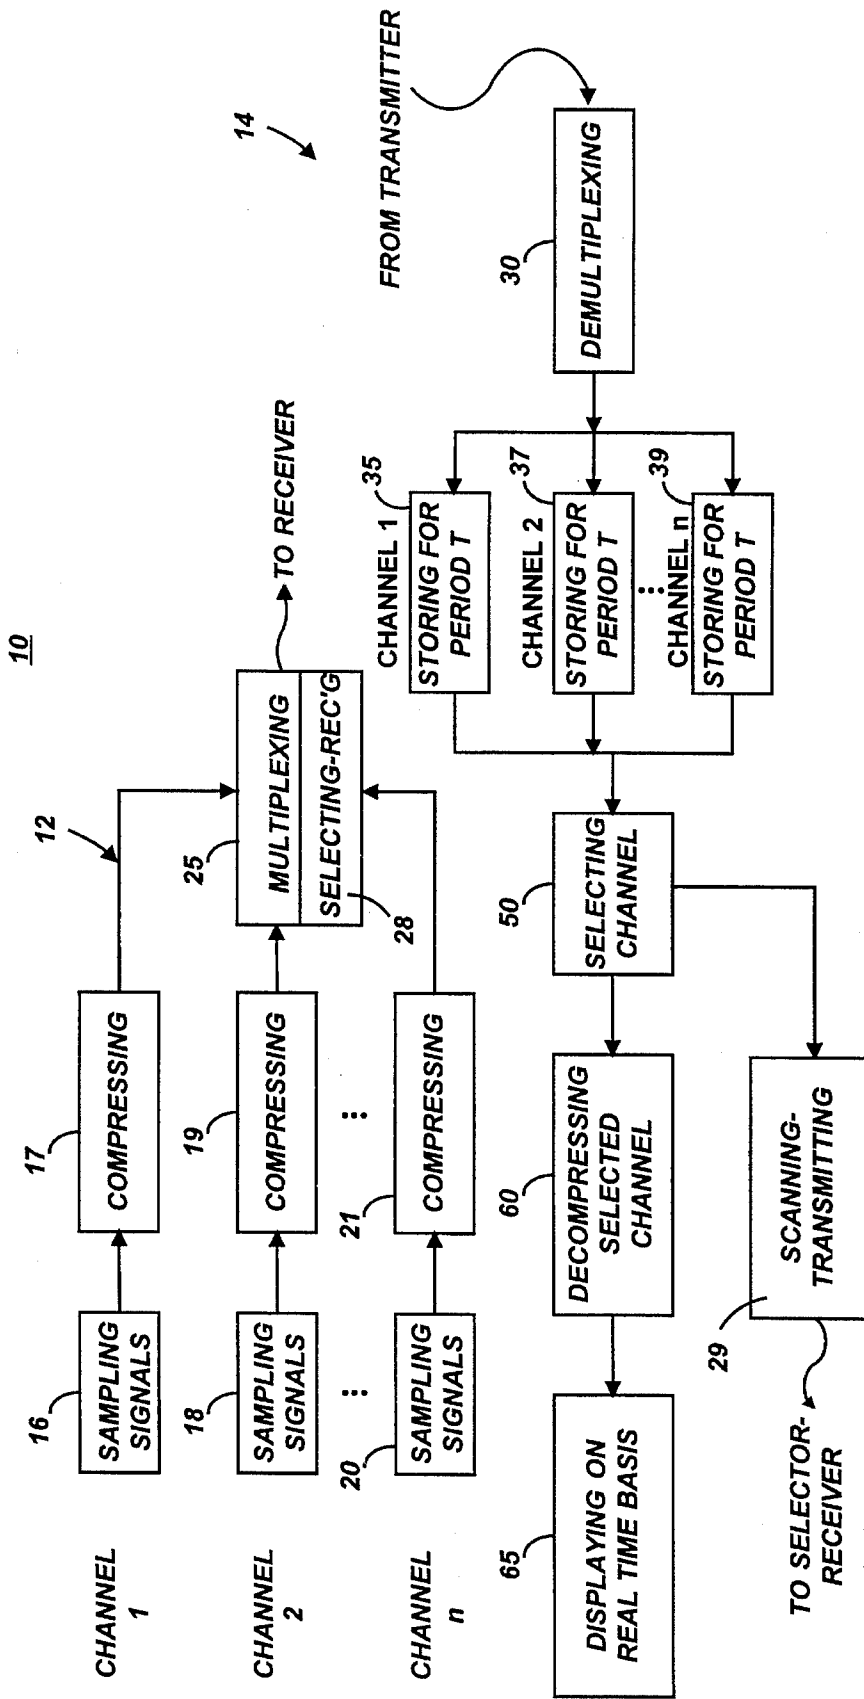 10
12
CHANNEL
1
16
SAMPLING
SIGNALS
17
COMPRESSING
CHANNEL
2
18
SAMPLING
SIGNALS
19
COMPRESSING
25
MULTIPLEXING
SELECTING-REC'G
28
TO RECEIVER
...
...
CHANNEL
n
20
SAMPLING
SIGNALS
21
COMPRESSING
14
FROM TRANSMITTER
30
DEMULTIPLEXING
CHANNEL 1
35
STORING FOR
PERIOD T
CHANNEL 2
37
STORING FOR
PERIOD T
...
CHANNEL n
39
STORING FOR
PERIOD T
50
SELECTING
CHANNEL
60
DECOMPRESSING
SELECTED
CHANNEL
65
DISPLAYING ON
REAL TIME BASIS
29
SCANNING-
TRANSMITTING
TO SELECTOR-
RECEIVER